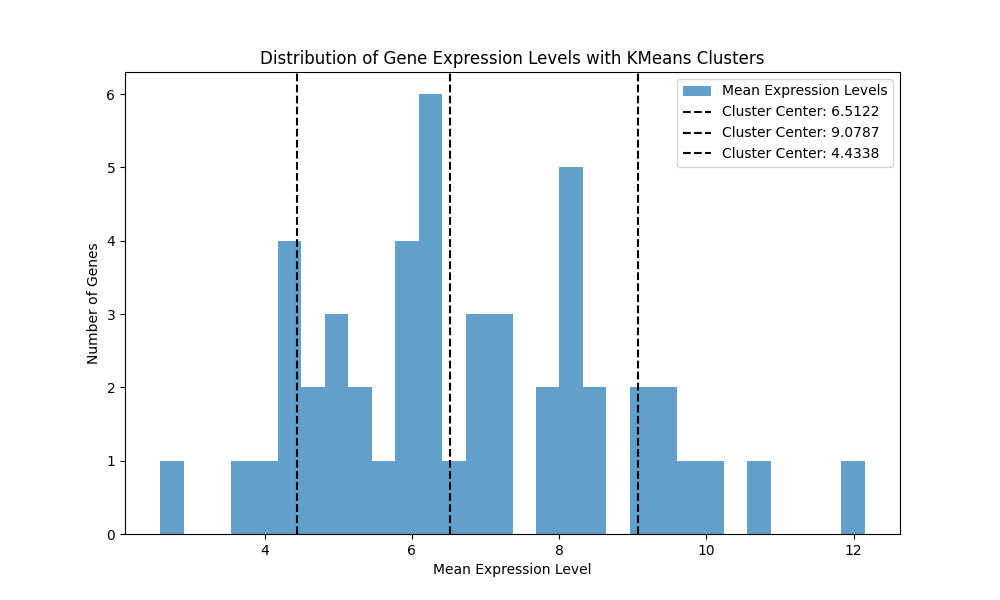 Distribution of Gene Expression Levels with KMeans Clusters
Mean Expression Levels
Cluster Center: 6.5122
Cluster Center: 9.0787
Cluster Center: 4.4338
Number of Genes
6
5
4
3
2
1
0
4 6 8 10 12
Mean Expression Level